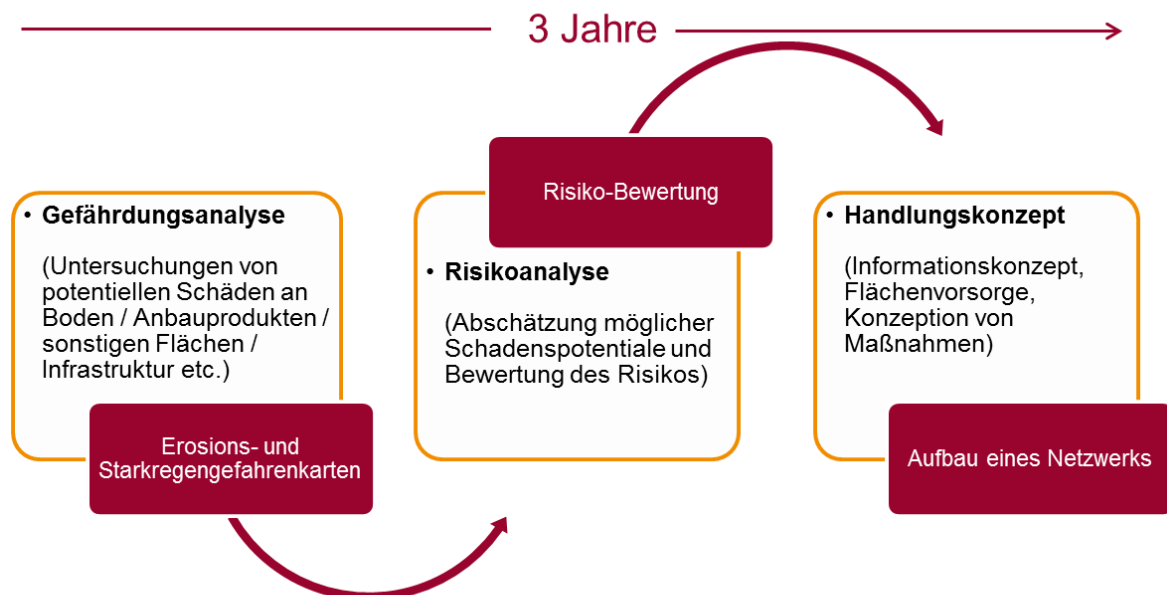 3 Jahre
• Gefährdungsanalyse
(Untersuchungen von
potentiellen Schäden an
Boden / Anbauprodukten /
sonstigen Flächen /
Infrastruktur etc.)
Erosions- und
Starkregengefahrenkarten
Risiko-Bewertung
• Risikoanalyse
(Abschätzung möglicher
Schadenspotentiale und
Bewertung des Risikos)
• Handlungskonzept
(Informationskonzept,
Flächenvorsorge,
Konzeption von
Maßnahmen)
Aufbau eines Netzwerks